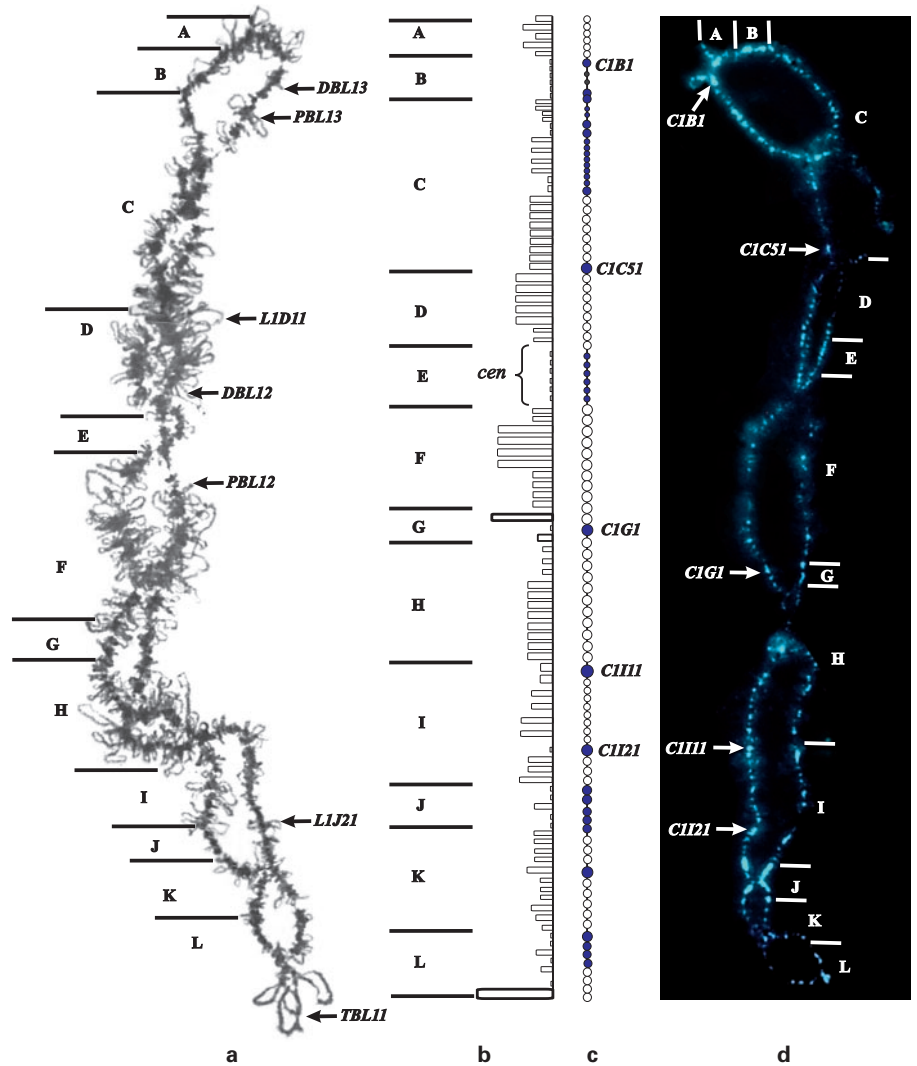 A
B
DBL13
PBL13
C
L1D11
D
DBL12
E
PBL12
F
G
H
I
L1J21
J
K
L
TBL11
a
A
B
C
D
cen
E
F
G
H
I
J
K
L
b
C1B1
C1C51
C1G1
C1I11
C1I21
c
A B
C1B1
C
C1C51
D
E
F
C1G1
G
H
C1I11
I
C1I21
J
K
L
d